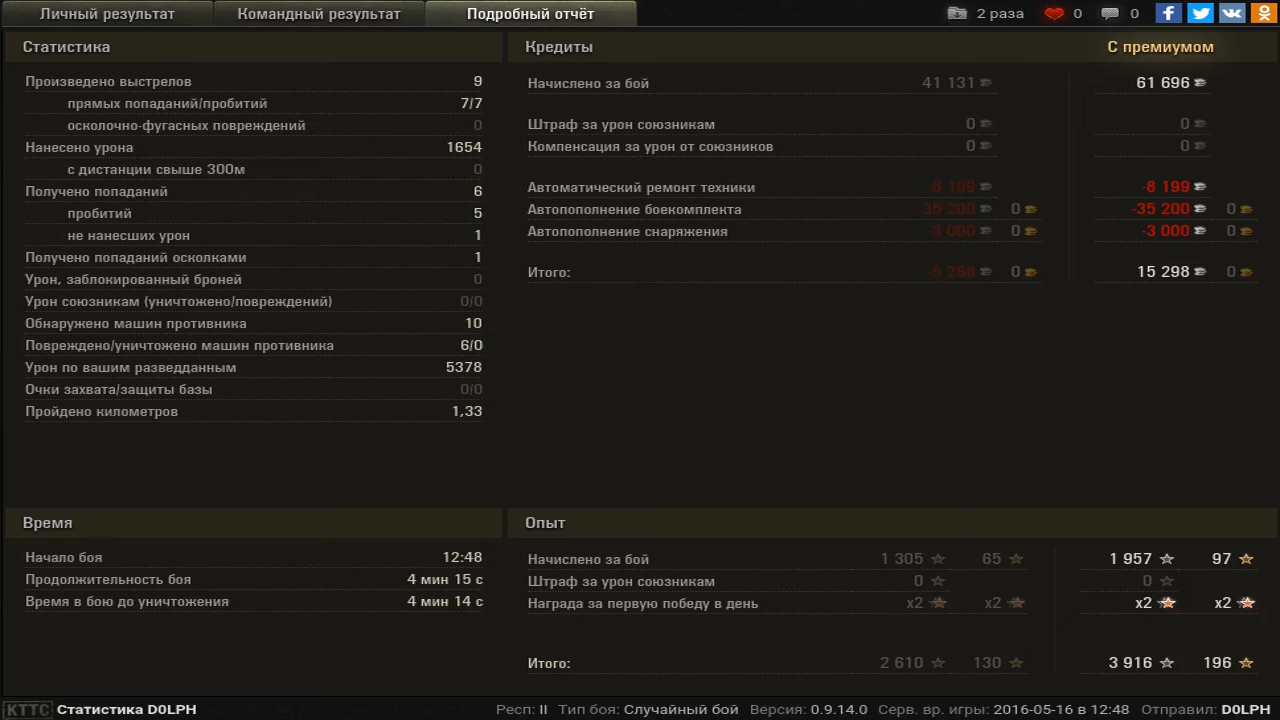 Личный результат Командный результат Подробный отчёт 2 раза 0 0
Статистика
Произведено выстрелов 9
прямых попаданий/пробитий 7/7
осколочно-фугасных повреждений 0
Нанесено урона 1654
с дистанции свыше 300м 0
Получено попаданий 6
пробитий 5
не нанесших урон 1
Получено попаданий осколками 1
Урон, заблокированный броней 0
Урон союзникам (уничтожено/повреждений) 0/0
Обнаружено машин противника 10
Повреждено/уничтожено машин противника 6/0
Урон по вашим разведданным 5378
Очки захвата/защиты базы 0/0
Пройдено километров 1,33
Кредиты С премиумом
Начислено за бой 41 131 61 696
Штраф за урон союзникам 0 0
Компенсация за урон от союзников 0 0
Автоматический ремонт техники -8 199 -8 199
Автопополнение боекомплекта -35 200 0 -35 200 0
Автопополнение снаряжения -3 000 0 -3 000 0
Итого: -5 268 0 15 298 0
Время
Начало боя 12:48
Продолжительность боя 4 мин 15 с
Время в бою до уничтожения 4 мин 14 с
Опыт
Начислено за бой 1 305 65 1 957 97
Штраф за урон союзникам 0 0
Награда за первую победу в день x2 x2 x2 x2
Итого: 2 610 130 3 916 196
КТТС Статистика D0LPH Респ: II Тип боя: Случайный бой Версия: 0.9.14.0 Серв. вр. игры: 2016-05-16 в 12:48 Отправил: D0LPH